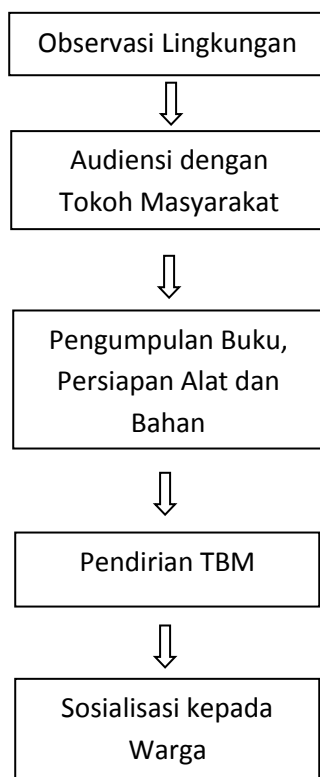 Observasi Lingkungan
Audiensi dengan
Tokoh Masyarakat
Pengumpulan Buku,
Persiapan Alat dan
Bahan
Pendirian TBM
Sosialisasi kepada
Warga